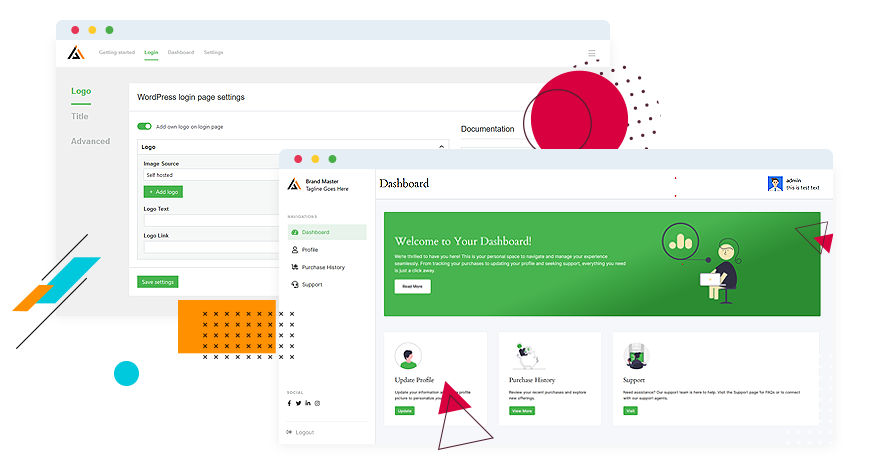 Getting started Login Dashboard Settings
Logo
Title
Advanced
WordPress login page settings
Add own logo on login page
Documentation
Logo
Image Source
Self hosted
+ Add logo
Logo Text
Logo Link
Save settings
Brand Master
Tagline Goes Here
Dashboard
admin
this is test text
NAVIGATIONS
Dashboard
Profile
Purchase History
Support
SOCIAL
Logout
Welcome to Your Dashboard!
We're thrilled to have you here! This is your personal space to navigate and manage your experience
seamlessly. From tracking your purchases to updating your profile and seeking support, everything you need
is just a click away.
Read More
Update Profile
Update your information profile
picture to personalize
Update
Purchase History
Review your recent purchases and explore
new offerings.
View More
Support
Need assistance? Our support team is here to help. Visit the Support page for FAQs or to connect
with our support agents.
Visit